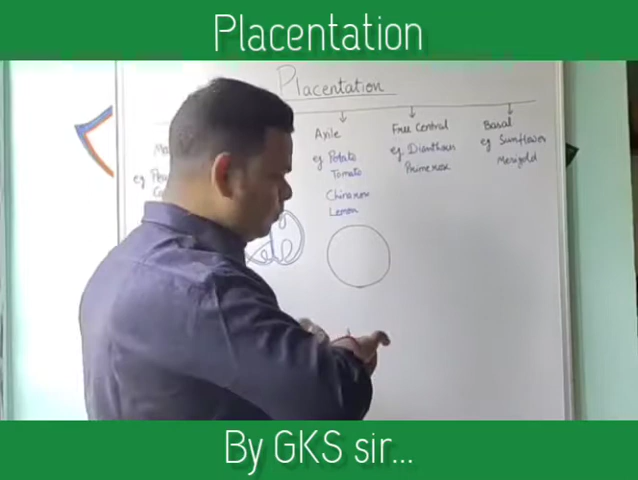 Placentation
Placentation
Axile
Free Central
Basal
eg Potato
Tomato
Chinarose
Lemon
eg. Dianthus
Primerose
eg Sunflower
Merigold
By GKS sir...